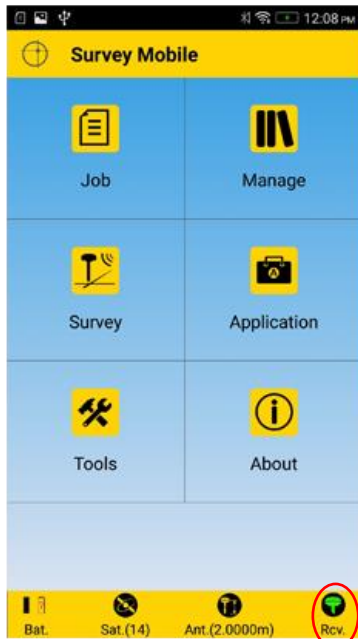 12:08 PM
Survey Mobile
Job Manage
Survey Application
Tools About
Bat. Sat.(14) Ant.(2.0000m) Rcv.